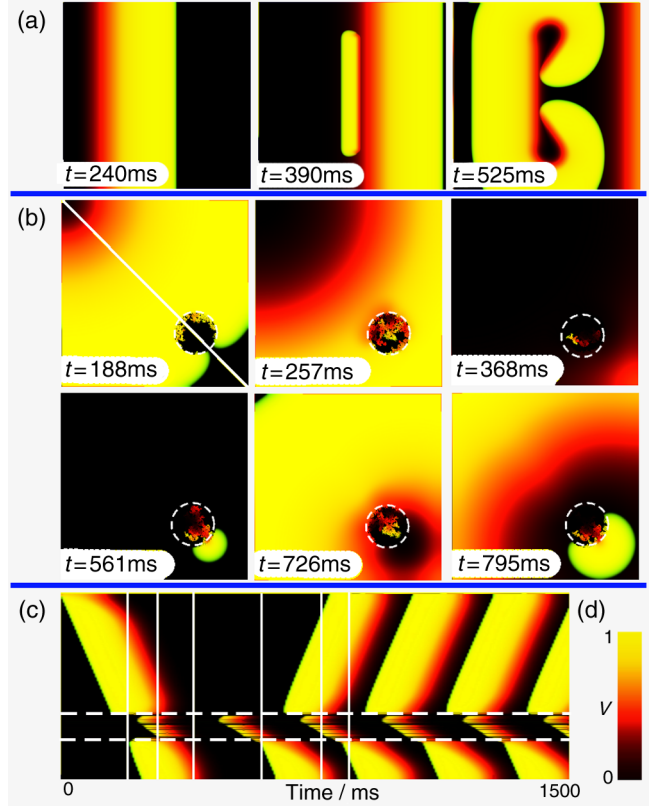 (a)
t=240ms
t=390ms
t=525ms
(b)
t=188ms
t=257ms
t=368ms
t=561ms
t=726ms
t=795ms
(c)
(d)
1
V
0
0
Time / ms
1500